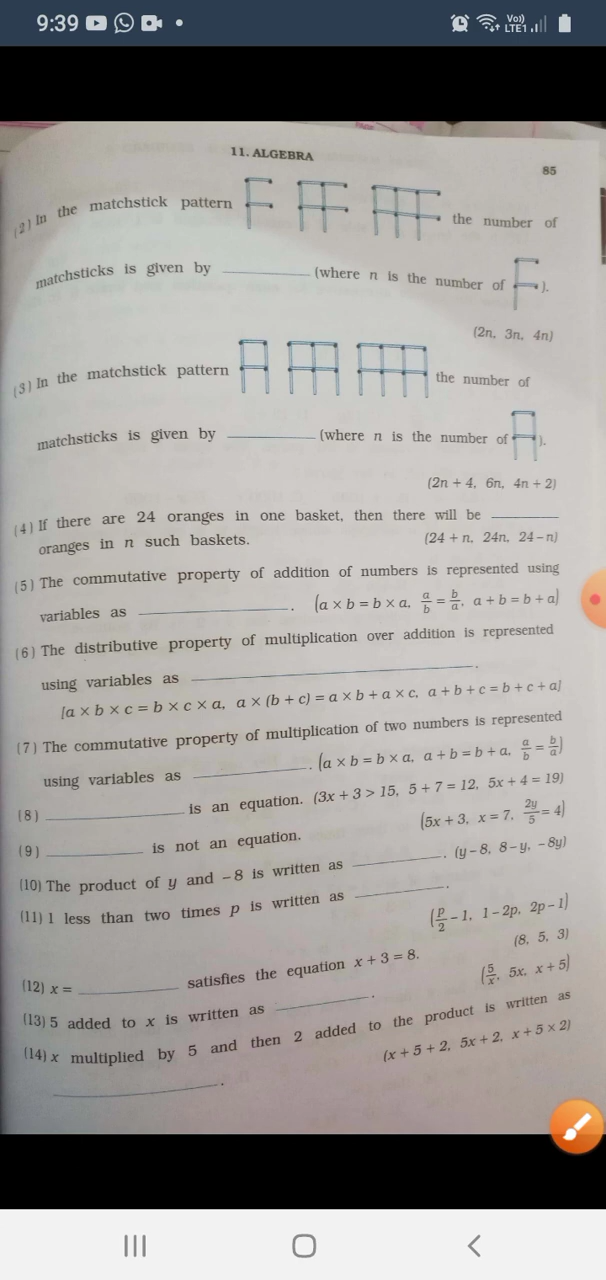 9:39
Vo))
LTE1
11. ALGEBRA
85
(2) In the matchstick pattern the number of
matchsticks is given by ________ (where n is the number of ).
(2n, 3n, 4n)
(3) In the matchstick pattern the number of
matchsticks is given by ________ (where n is the number of ).
(2n + 4, 6n, 4n + 2)
(4) If there are 24 oranges in one basket, then there will be ________
oranges in n such baskets. (24 + n, 24n, 24 – n)
(5) The commutative property of addition of numbers is represented using
variables as ________. (a × b = b × a, a/b = b/a, a + b = b + a)
(6) The distributive property of multiplication over addition is represented
using variables as ________.
[a × b × c = b × c × a, a × (b + c) = a × b + a × c, a + b + c = b + c + a]
(7) The commutative property of multiplication of two numbers is represented
using variables as ________. (a × b = b × a, a + b = b + a, a/b = b/a)
(8) ________ is an equation. (3x + 3 > 15, 5 + 7 = 12, 5x + 4 = 19)
(9) ________ is not an equation. (5x + 3, x = 7, 2y/5 = 4)
(10) The product of y and –8 is written as ________. (y – 8, 8 – y, – 8y)
(11) 1 less than two times p is written as ________.
(p/2 – 1, 1 – 2p, 2p – 1)
(12) x = ________ satisfies the equation x + 3 = 8. (8, 5, 3)
(13) 5 added to x is written as ________. (5/x, 5x, x + 5)
(14) x multiplied by 5 and then 2 added to the product is written as
________. (x + 5 + 2, 5x + 2, x + 5 × 2)